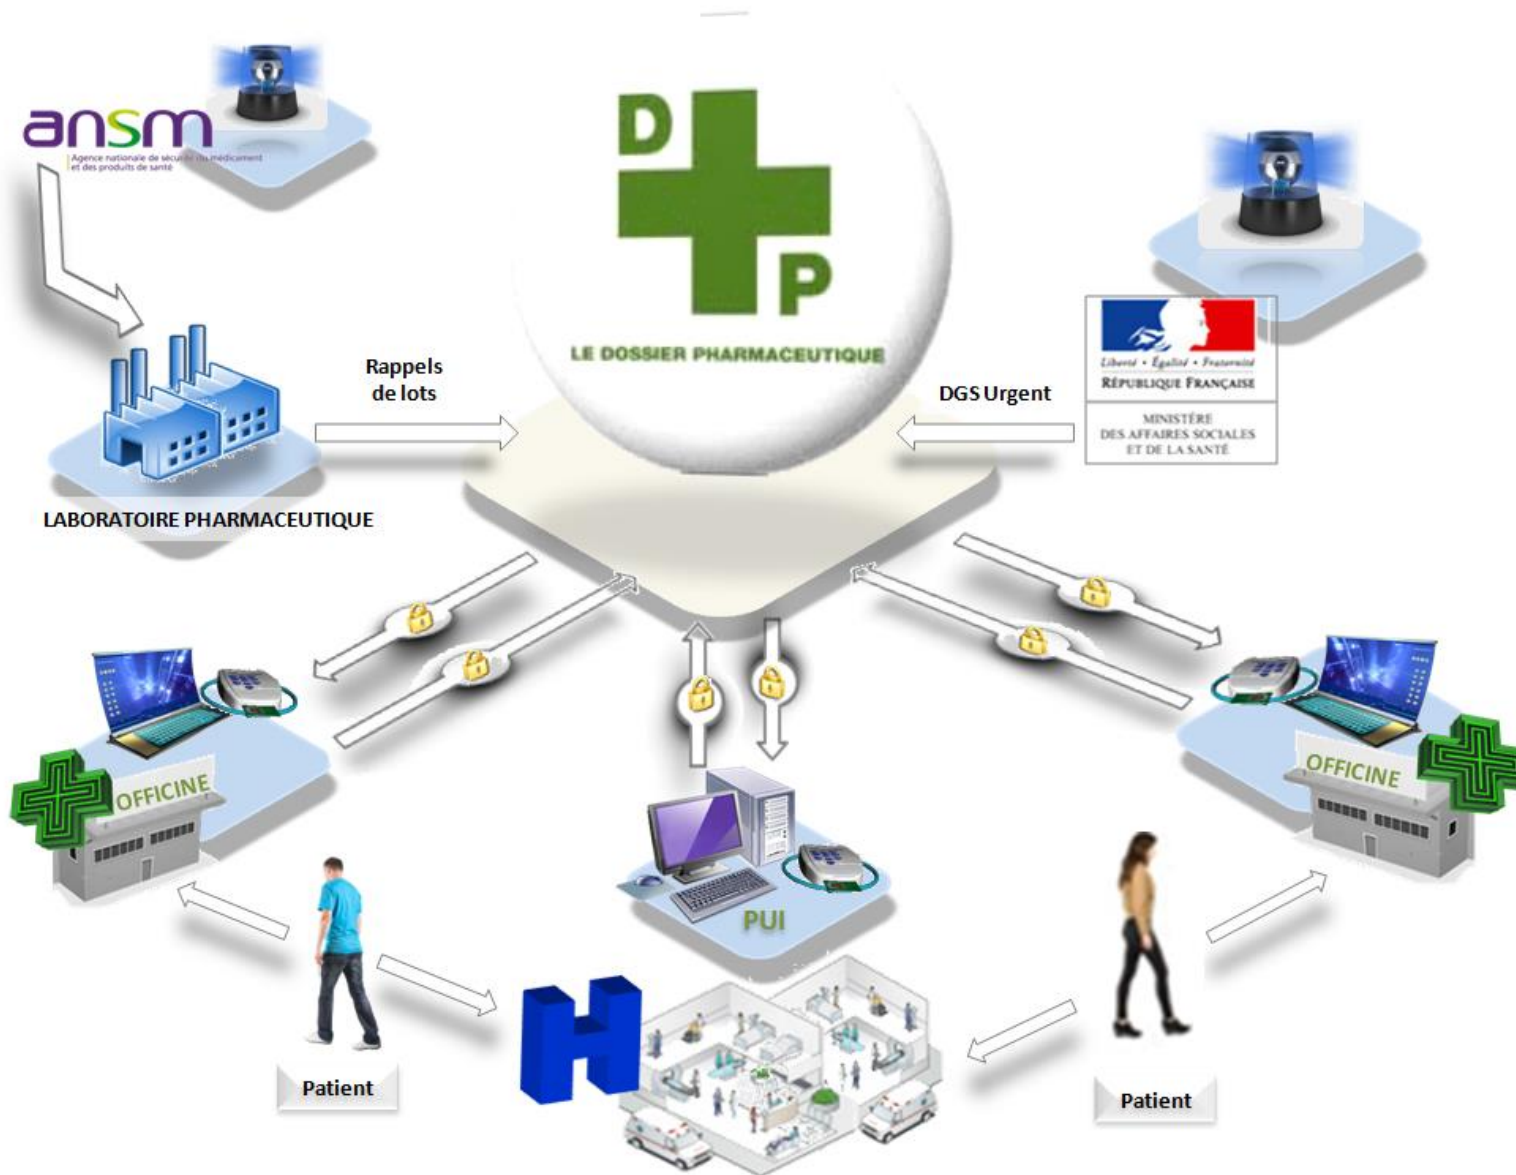 ansm
Agence nationale de sécurité du médicament
et des produits de santé
D
P
LE DOSSIER PHARMACEUTIQUE
Rappels
de lots
DGS Urgent
Liberté • Égalité • Fraternité
RÉPUBLIQUE FRANÇAISE
MINISTÈRE
DES AFFAIRES SOCIALES
ET DE LA SANTÉ
LABORATOIRE PHARMACEUTIQUE
OFFICINE
OFFICINE
PUI
H
Patient
Patient